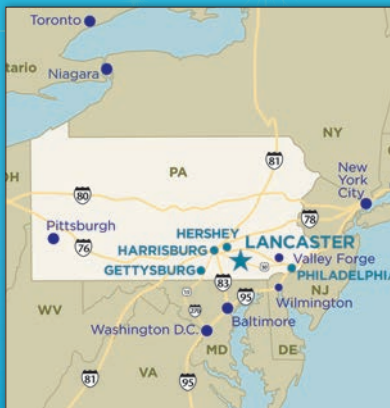 Toronto
ntario
Niagara
NY
81
PA
80
New
York
City
OH
78
Pittsburgh
HERSHEY
LANCASTER
76
HARRISBURG
Valley Forge
GETTYSBURG
PHILADELPHIA
83
NJ
WV
95
Wilmington
Baltimore
Washington D.C.
MD
DE
81
VA
95